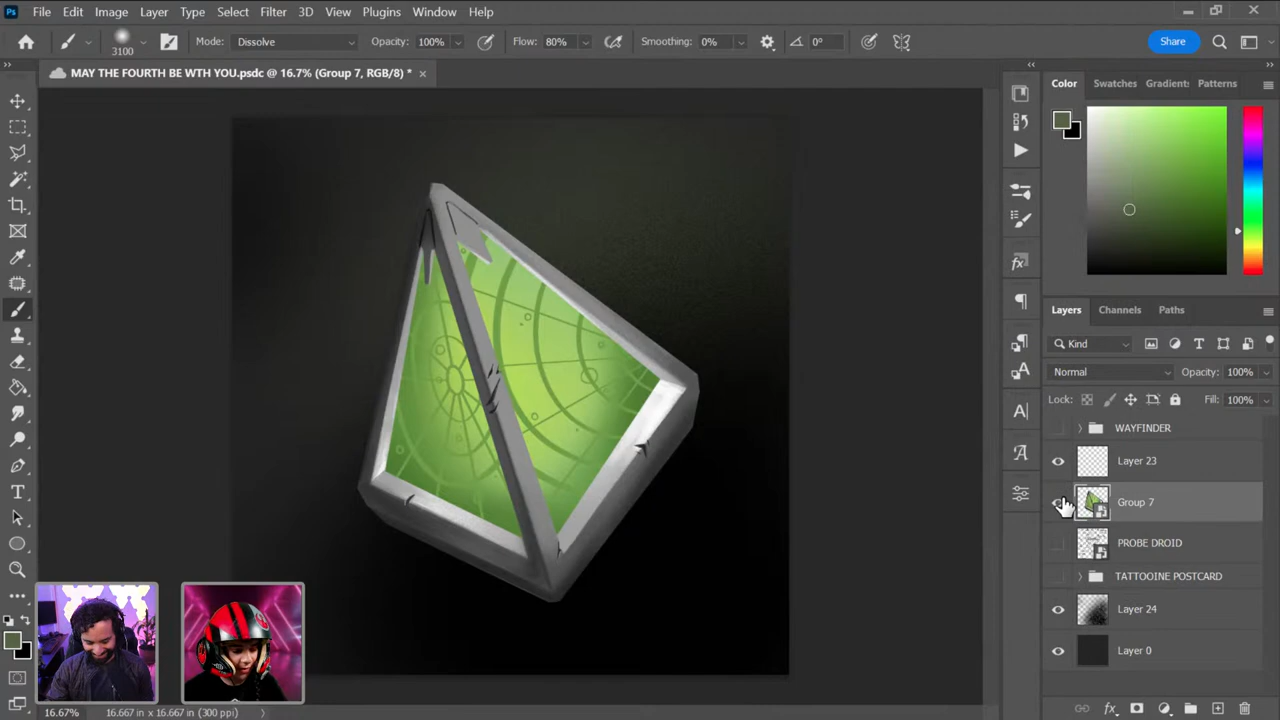 Ps File Edit Image Layer Type Select Filter 3D View Plugins Window Help
3100 Mode: Dissolve Opacity: 100% Flow: 80% Smoothing: 0% 0° Share
MAY THE FOURTH BE WTH YOU.psdc @ 16.7% (Group 7, RGB/8) *
Color Swatches Gradient: Patterns
Layers Channels Paths
Kind
Normal Opacity: 100%
Lock: Fill: 100%
WAYFINDER
Layer 23
Group 7
PROBE DROID
TATTOOINE POSTCARD
Layer 24
Layer 0
16.67% 16.667 in x 16.667 in (300 ppi)